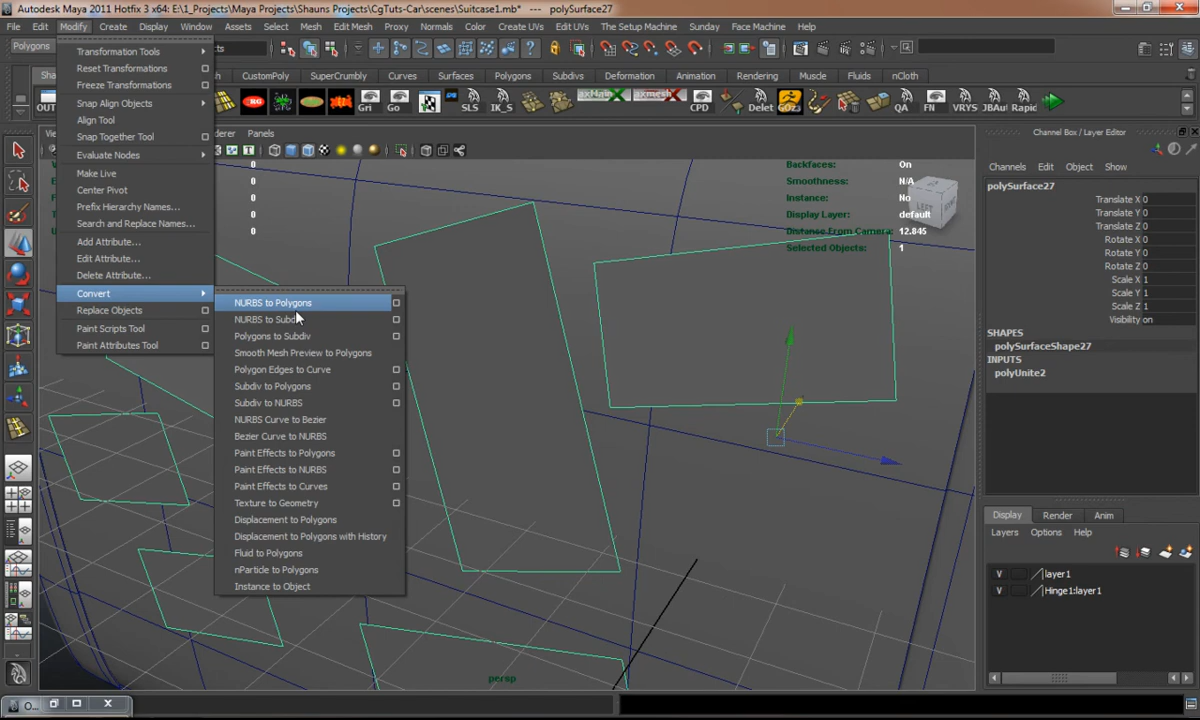 Autodesk Maya 2011 Hotfix 3 x64: E:\1_Projects\Maya Projects\Shauns Projects\CgTuts-Car\scenes\Suitcase1.mb* --- polySurface27
File Edit Modify Create Display Window Assets Select Mesh Edit Mesh Proxy Normals Color Create UVs Edit UVs The Setup Machine Sunday Face Machine Help
Polygons
CustomPoly SuperCrumbly Curves Surfaces Polygons Subdivs Deformation Animation Rendering Muscle Fluids nCloth
Gri Go SLS IK_S CPD Delet GOZ3 QA FN VRYS JBAu Rapid
Transformation Tools
Reset Transformations
Freeze Transformations
Snap Align Objects
Align Tool
Snap Together Tool
Evaluate Nodes
Make Live
Center Pivot
Prefix Hierarchy Names...
Search and Replace Names...
Add Attribute...
Edit Attribute...
Delete Attribute...
Convert
Replace Objects
Paint Scripts Tool
Paint Attributes Tool
NURBS to Polygons
NURBS to Subdiv
Polygons to Subdiv
Smooth Mesh Preview to Polygons
Polygon Edges to Curve
Subdiv to Polygons
Subdiv to NURBS
NURBS Curve to Bezier
Bezier Curve to NURBS
Paint Effects to Polygons
Paint Effects to NURBS
Paint Effects to Curves
Texture to Geometry
Displacement to Polygons
Displacement to Polygons with History
Fluid to Polygons
nParticle to Polygons
Instance to Object
Panels
0
0
0
0
0
Backfaces: On
Smoothness: N/A
Instance: No
Display Layer: default
Distance From Camera: 12.845
Selected Objects: 1
LEFT
persp
Channel Box / Layer Editor
Channels Edit Object Show
polySurface27
Translate X 0
Translate Y 0
Translate Z 0
Rotate X 0
Rotate Y 0
Rotate Z 0
Scale X 1
Scale Y 1
Scale Z 1
Visibility on
SHAPES
polySurfaceShape27
INPUTS
polyUnite2
Display Render Anim
Layers Options Help
V layer1
V Hinge1:layer1
O...